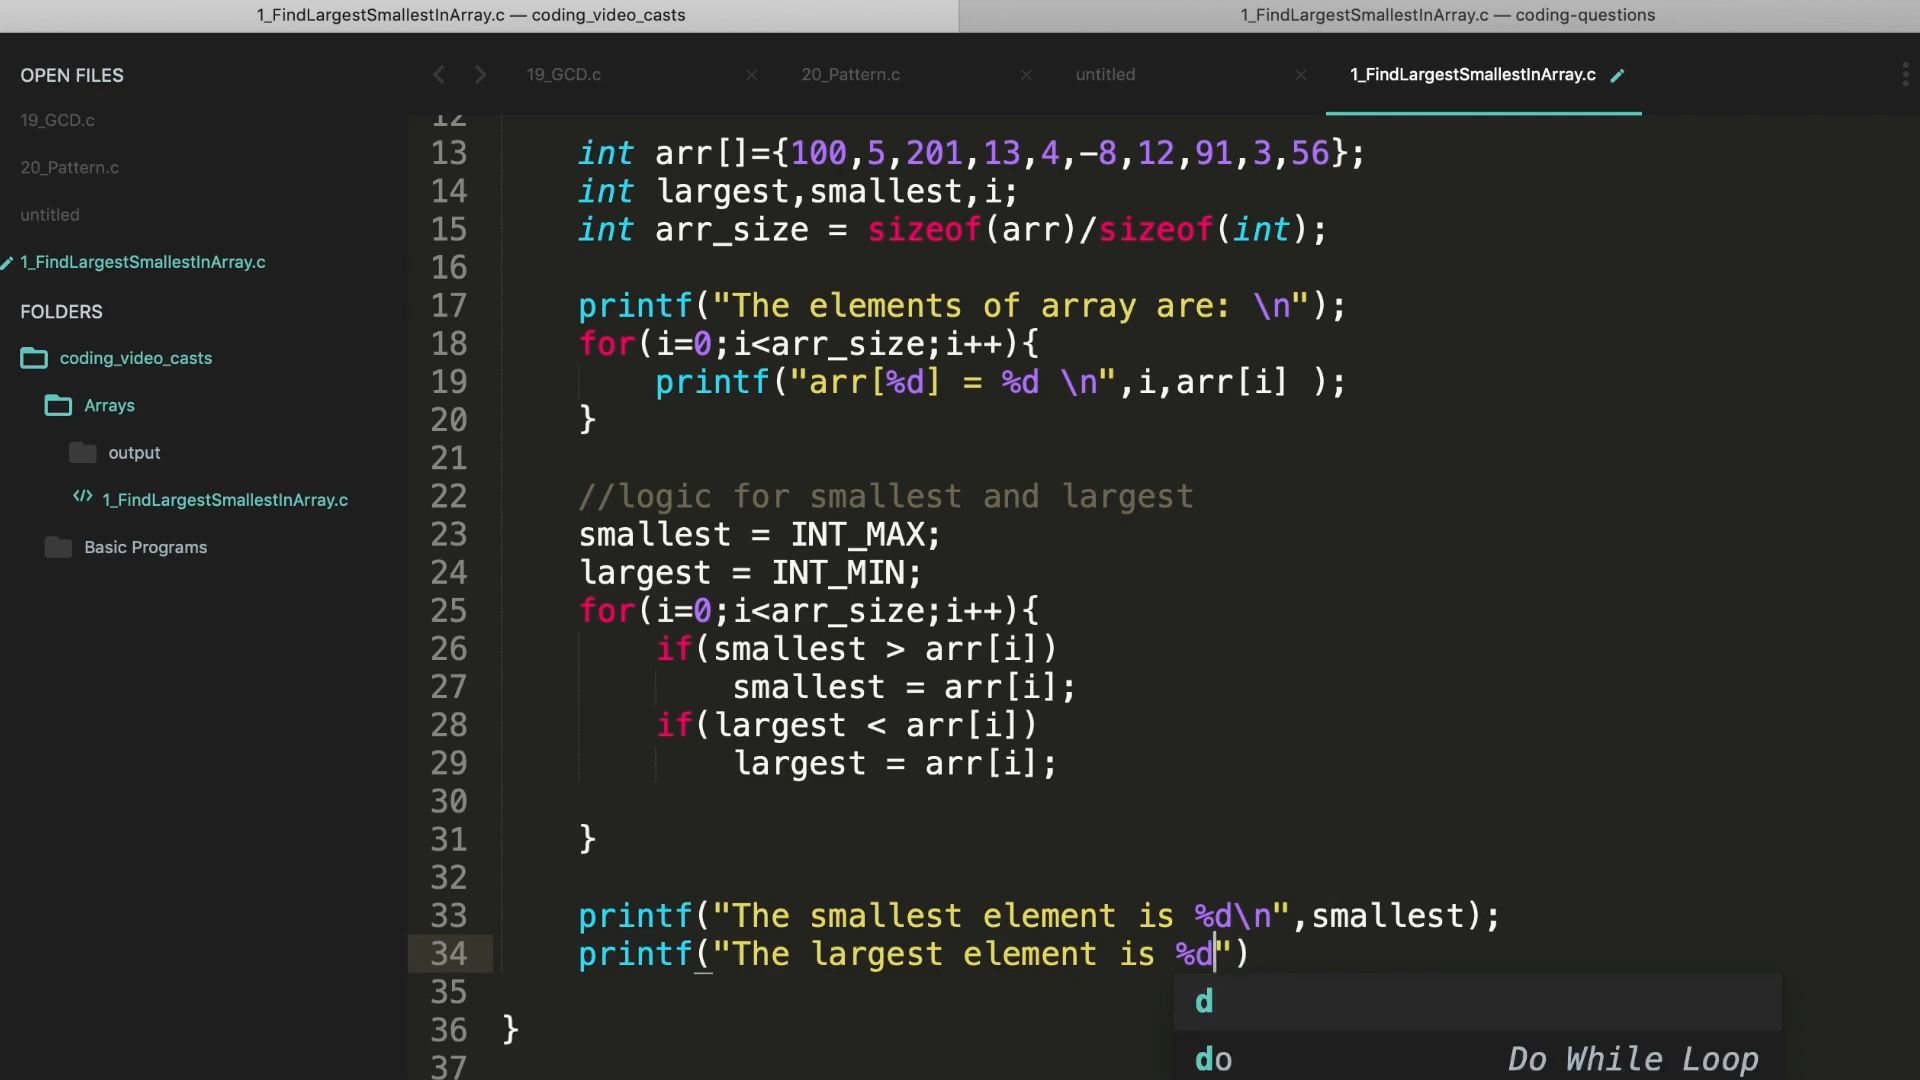 1_FindLargestSmallestInArray.c — coding_video_casts
1_FindLargestSmallestInArray.c — coding-questions
OPEN FILES
19_GCD.c
20_Pattern.c
untitled
1_FindLargestSmallestInArray.c
FOLDERS
coding_video_casts
Arrays
output
1_FindLargestSmallestInArray.c
Basic Programs
19_GCD.c
20_Pattern.c
untitled
1_FindLargestSmallestInArray.c
12
13 int arr[]={100,5,201,13,4,-8,12,91,3,56};
14 int largest,smallest,i;
15 int arr_size = sizeof(arr)/sizeof(int);
16
17 printf("The elements of array are: \n");
18 for(i=0;i<arr_size;i++){
19 printf("arr[%d] = %d \n",i,arr[i] );
20 }
21
22 //logic for smallest and largest
23 smallest = INT_MAX;
24 largest = INT_MIN;
25 for(i=0;i<arr_size;i++){
26 if(smallest > arr[i])
27 smallest = arr[i];
28 if(largest < arr[i])
29 largest = arr[i];
30
31 }
32
33 printf("The smallest element is %d\n",smallest);
34 printf("The largest element is %d")
35
36 }
37
d
do Do While Loop